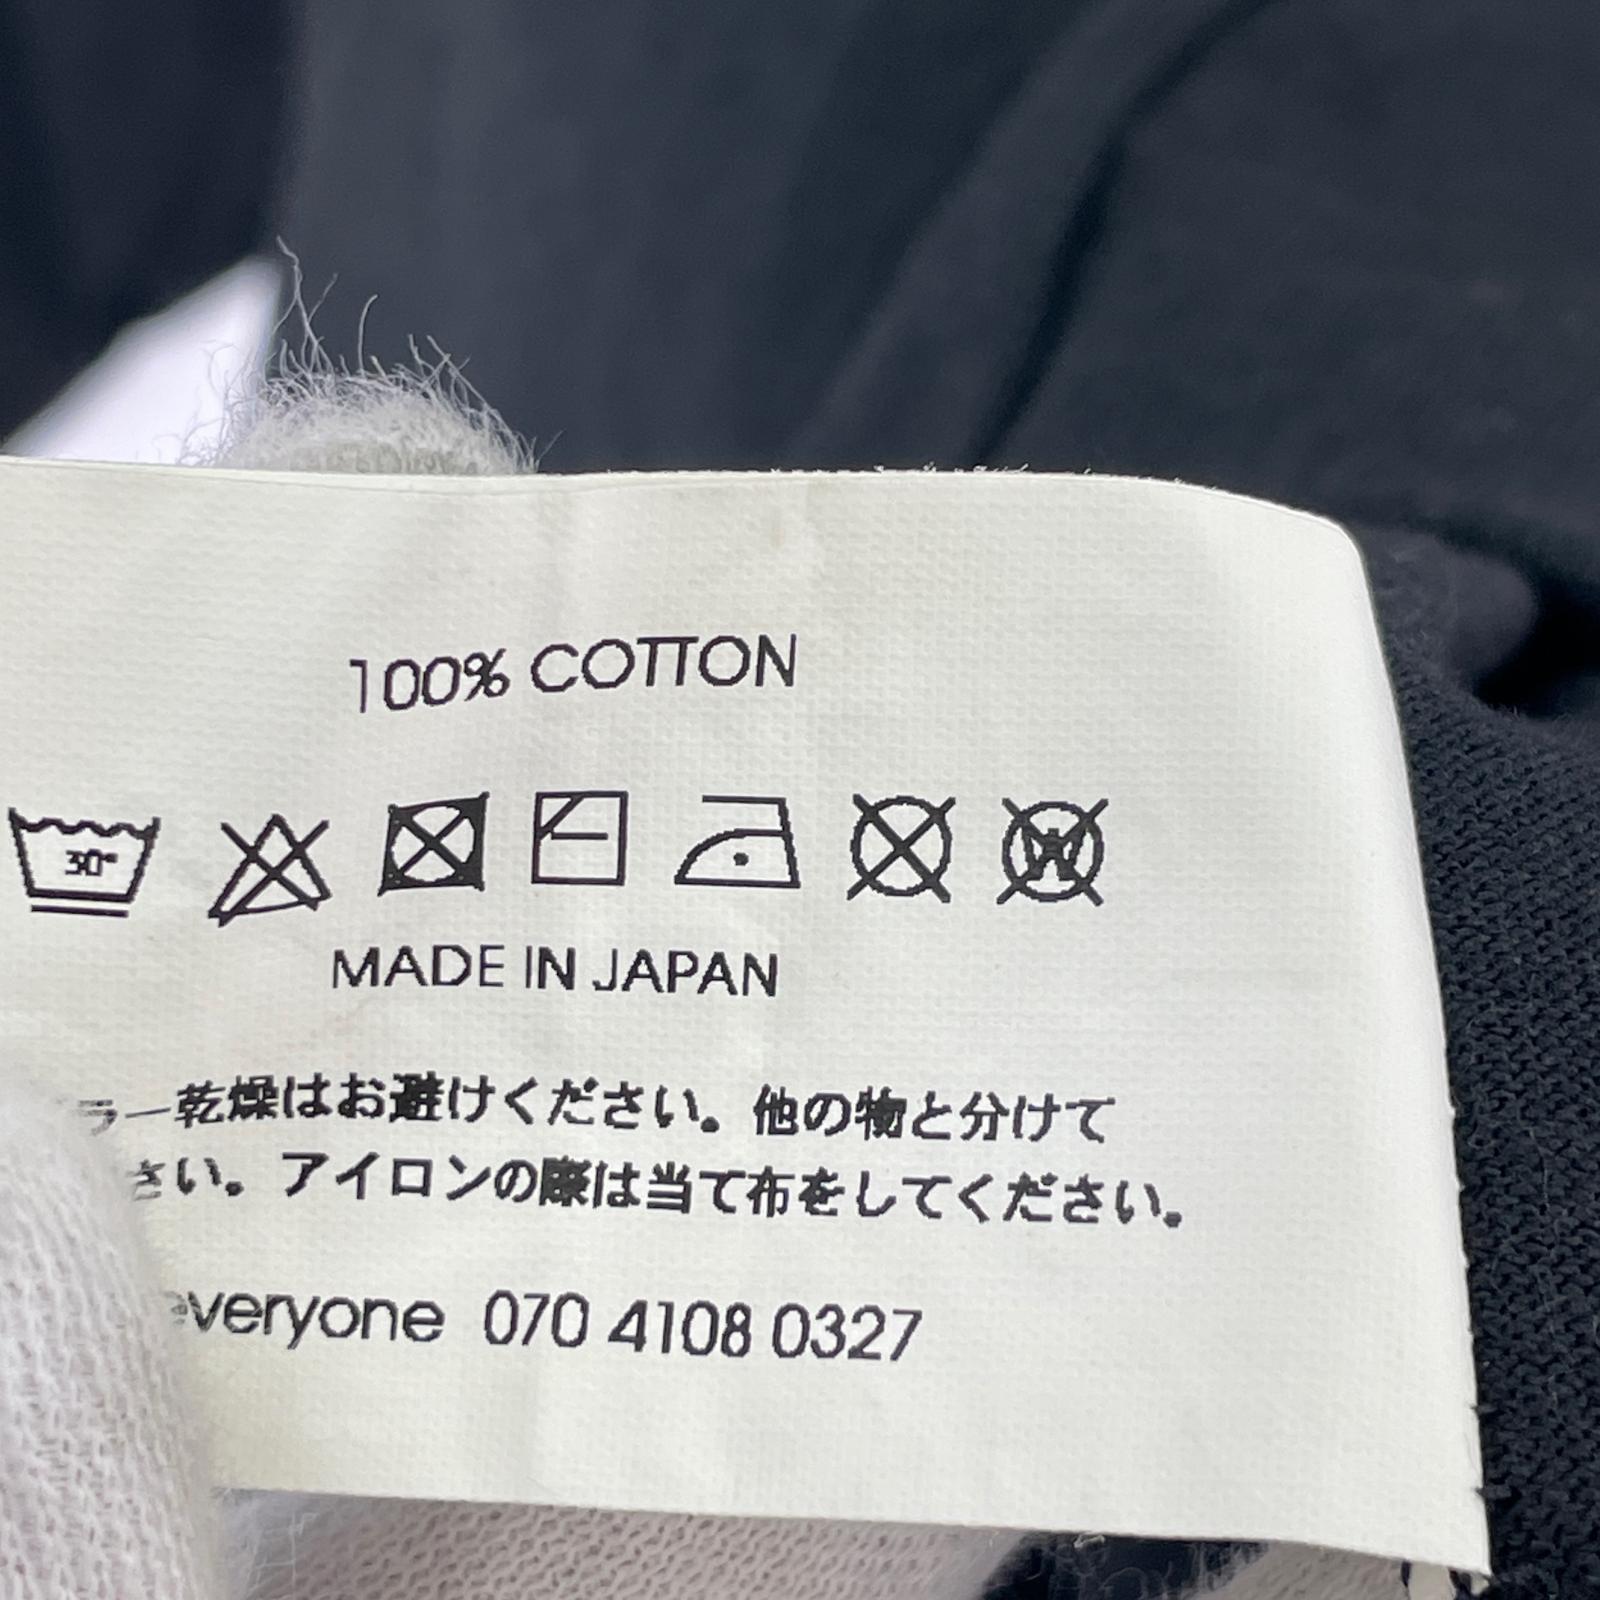 100% COTTON
30°
W
MADE IN JAPAN
ラー乾燥はお避けください。他の物と分けて
さい。アイロンの際は当て布をしてください。
everyone 070 4108 0327